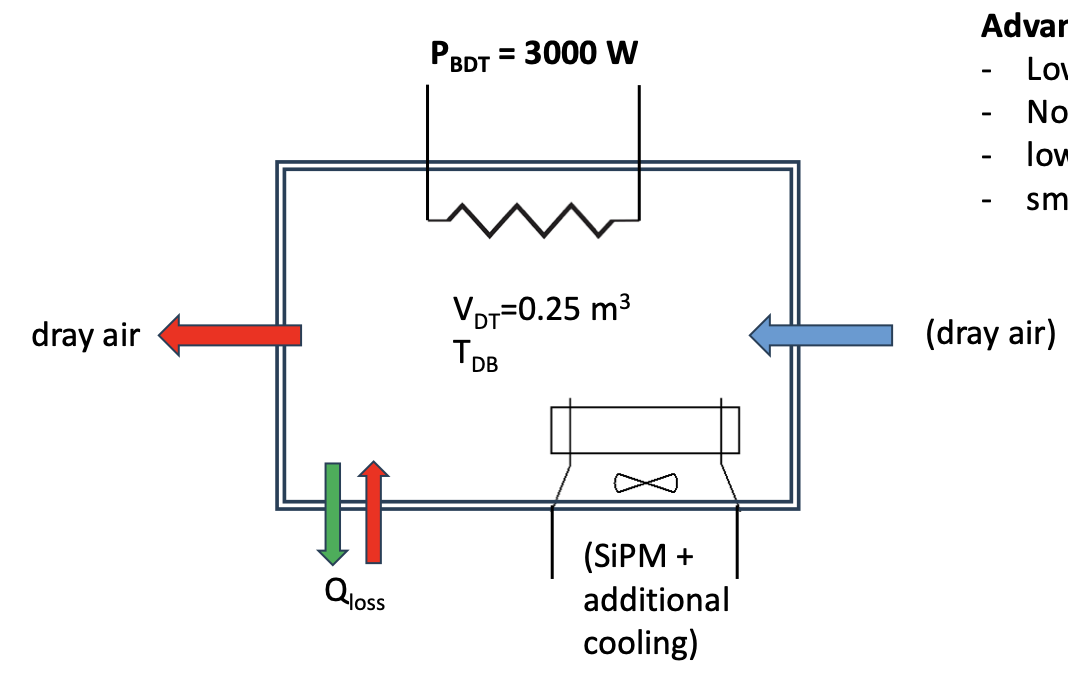 P_BDT = 3000 W
Advar
- Lov
- No
- low
- sm
V_DT=0.25 m³
T_DB
dray air
(dray air)
Q_loss
(SiPM +
additional
cooling)